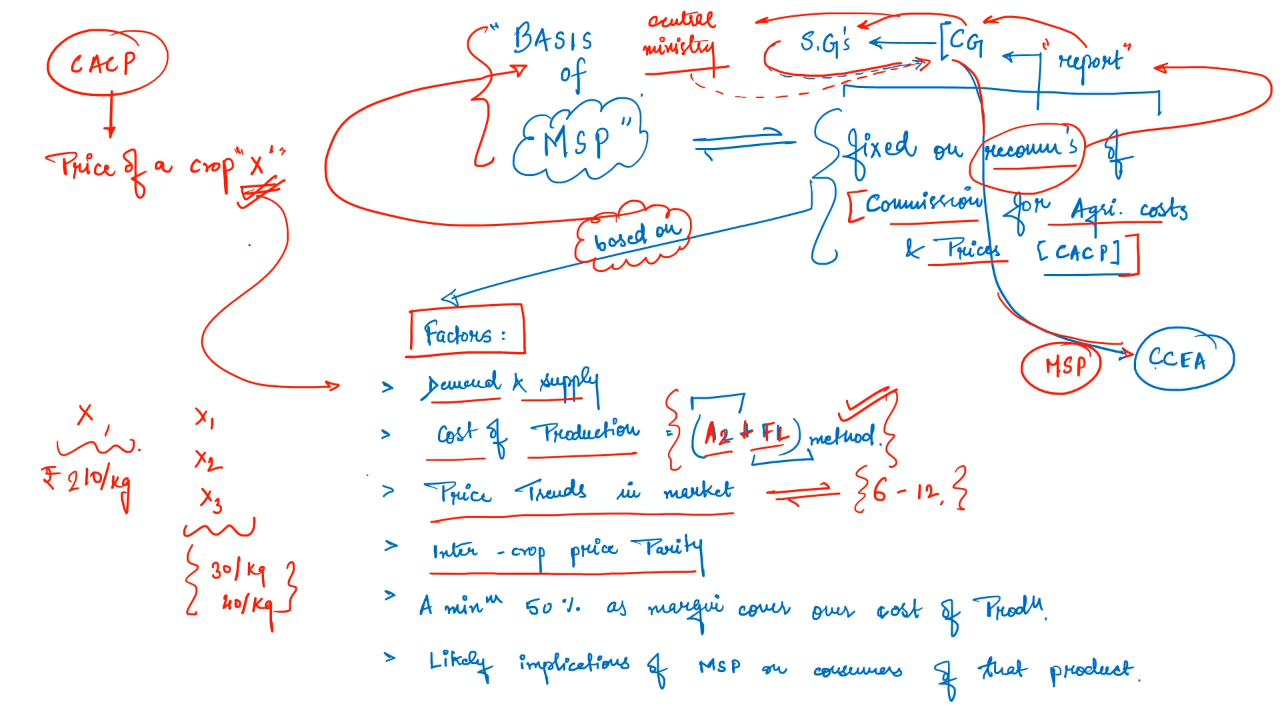 CACP
Price of a crop "X"
"BASIS
of
MSP"
central
ministry
S.G's
[CG
"report"
fixed on recomm's of
[Commission for Agri. costs
& Prices [CACP]]
based on
MSP
CCEA
Factors:
> Demand & supply
> Cost of Production = {(A2 + FL) method.}
> Price Trends in market {6 - 12.}
> Inter-crop price Parity
> A minm 50% as margin cover over cost of Prodn.
> Likely implications of MSP on consumers of that product.
X,
₹ 210/kg
X1
X2
X3
{30/kg
40/kg}